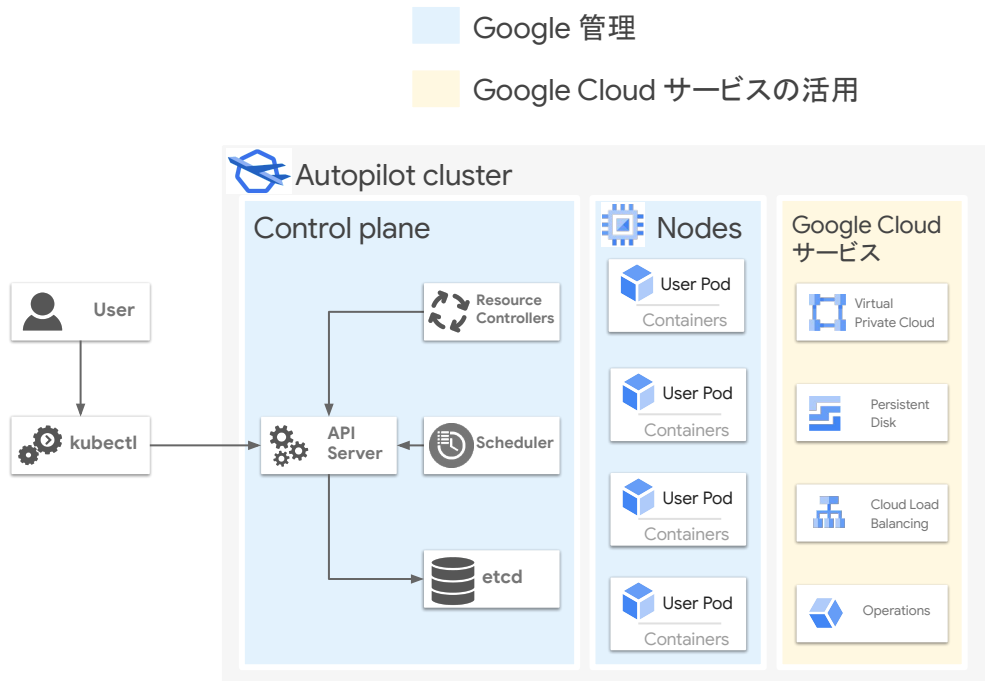 Google 管理
Google Cloud サービスの活用
Autopilot cluster
Control plane
Nodes
Google Cloud
サービス
User
kubectl
Resource
Controllers
API
Server
Scheduler
etcd
User Pod
Containers
User Pod
Containers
User Pod
Containers
User Pod
Containers
Virtual
Private Cloud
Persistent
Disk
Cloud Load
Balancing
Operations